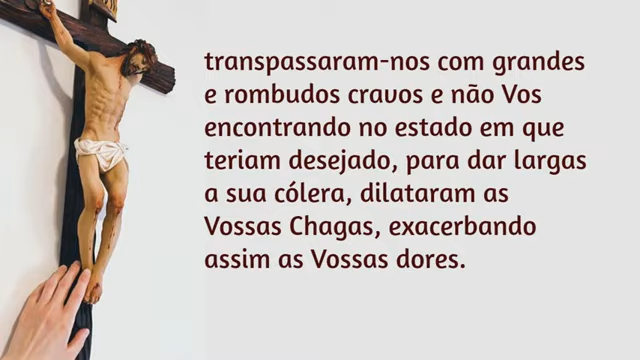 transpassaram-nos com grandes
e rombudos cravos e não Vos
encontrando no estado em que
teriam desejado, para dar largas
a sua cólera, dilataram as
Vossas Chagas, exacerbando
assim as Vossas dores.